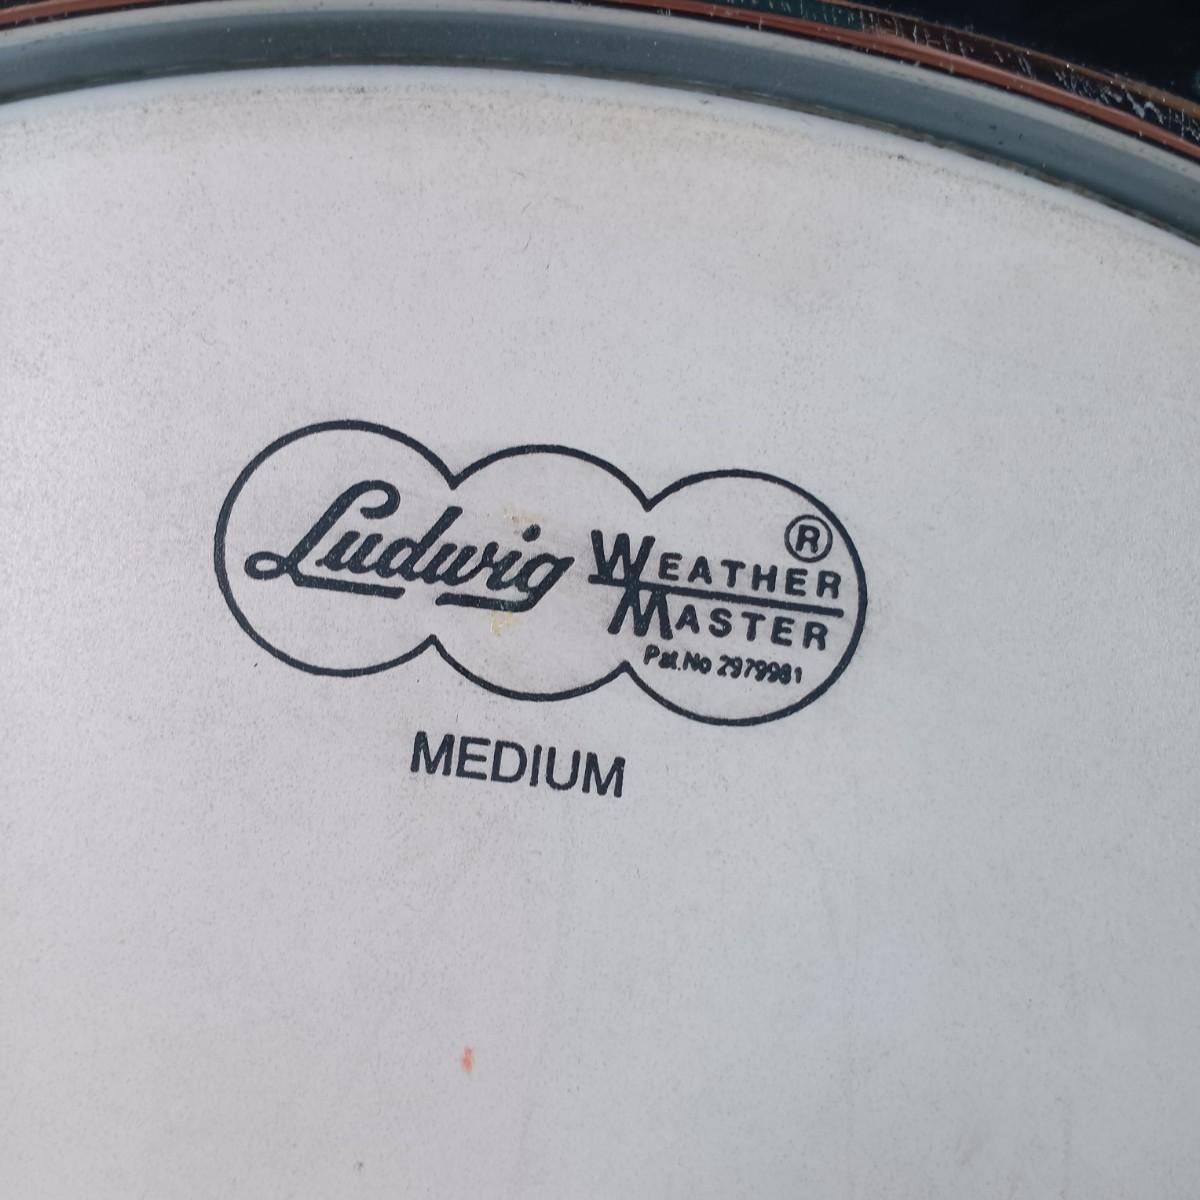 Ludwig
WEATHER ®
MASTER
Pat.No 2979981
MEDIUM